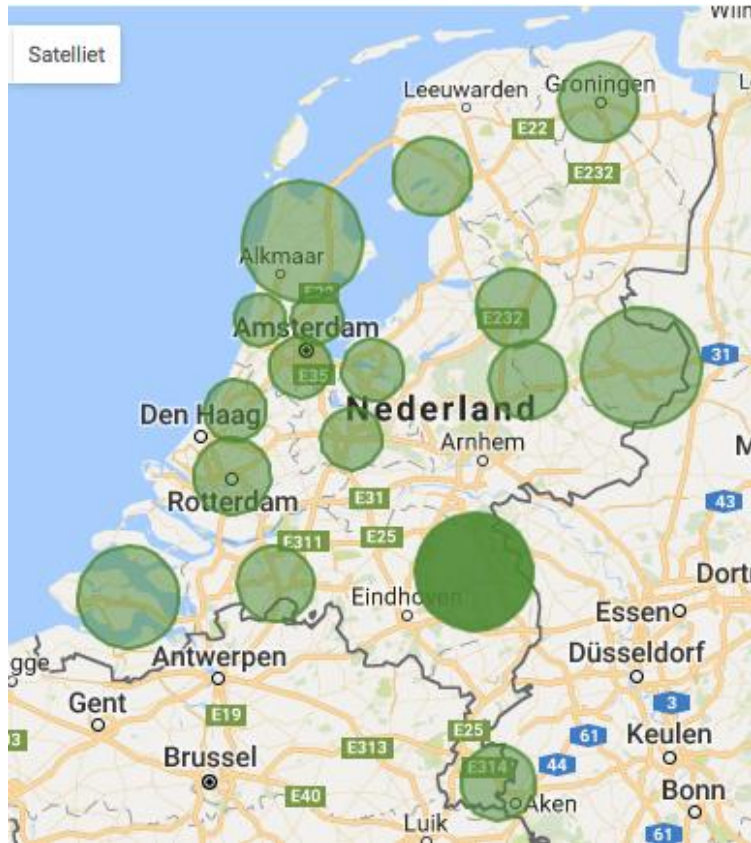 Satelliet
Leeuwarden
Groningen
E22
E232
Alkmaar
E22
Amsterdam
E232
E35
31
Den Haag
Nederland
Arnhem
Rotterdam
E31
43
E311
E25
Eindhoven
Essen
Antwerpen
Düsseldorf
Gent
E19
3
E25
61
Keulen
Brussel
E313
E314
44
E40
Aken
Bonn
Luik
61